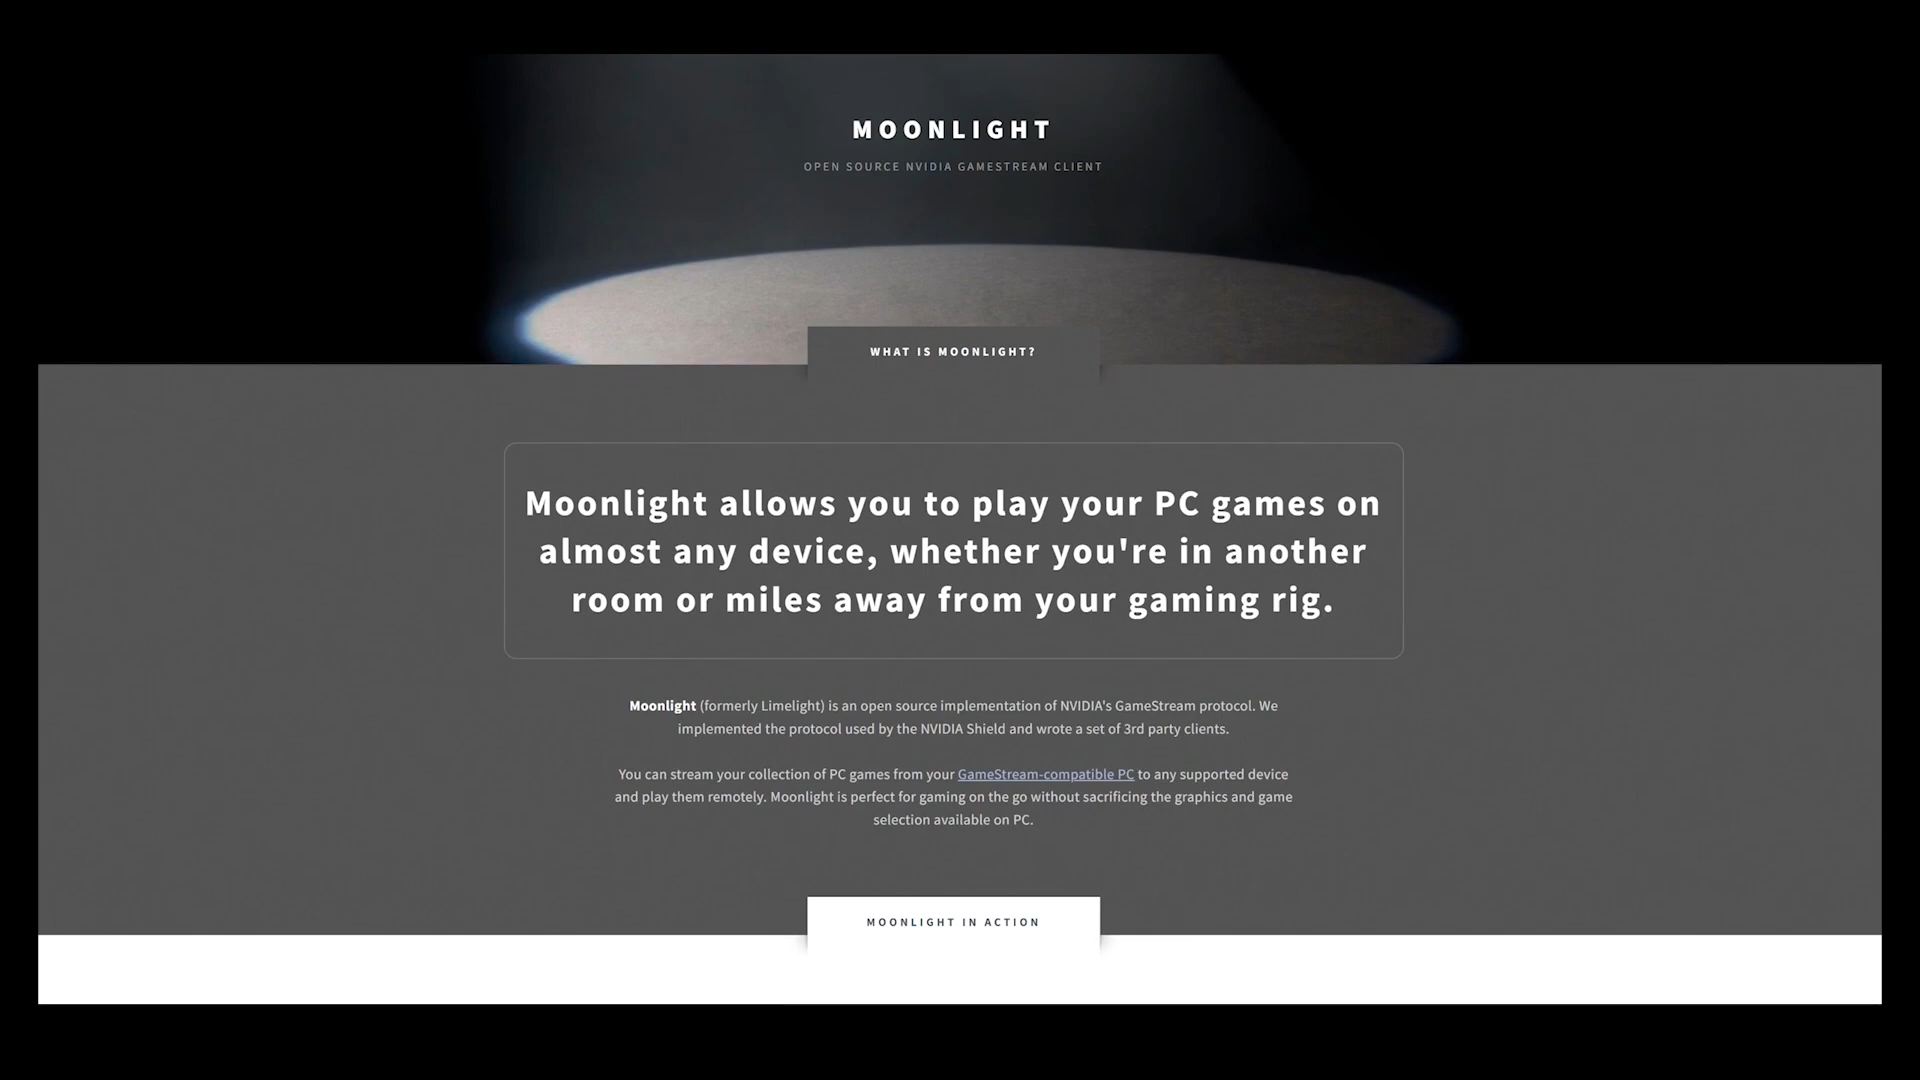 MOONLIGHT
OPEN SOURCE NVIDIA GAMESTREAM CLIENT
WHAT IS MOONLIGHT?
Moonlight allows you to play your PC games on
almost any device, whether you're in another
room or miles away from your gaming rig.
Moonlight (formerly Limelight) is an open source implementation of NVIDIA's GameStream protocol. We
implemented the protocol used by the NVIDIA Shield and wrote a set of 3rd party clients.
You can stream your collection of PC games from your GameStream-compatible PC to any supported device
and play them remotely. Moonlight is perfect for gaming on the go without sacrificing the graphics and game
selection available on PC.
MOONLIGHT IN ACTION